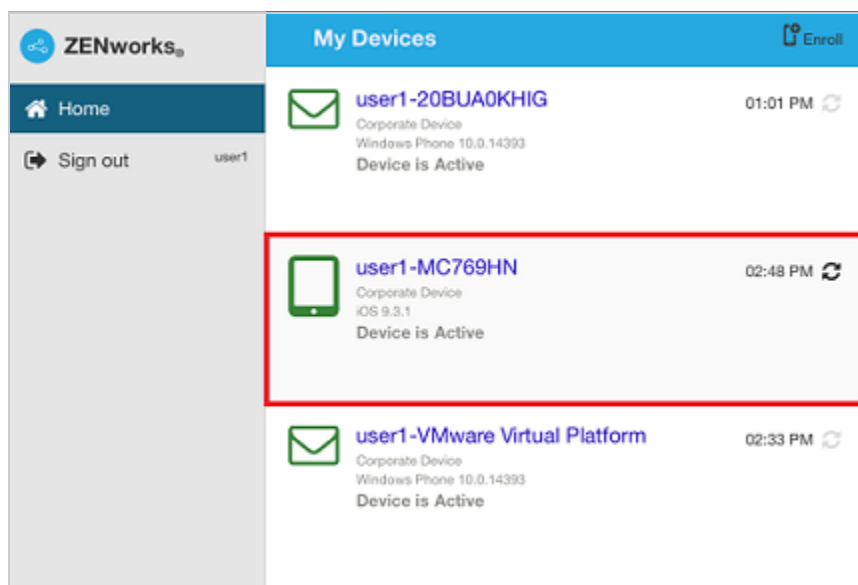 ZENworks®
My Devices
Enroll
Home
Sign out
user1
user1-20BUA0KHIG
01:01 PM
Corporate Device
Windows Phone 10.0.14393
Device is Active
user1-MC769HN
02:48 PM
Corporate Device
iOS 9.3.1
Device is Active
user1-VMware Virtual Platform
02:33 PM
Corporate Device
Windows Phone 10.0.14393
Device is Active